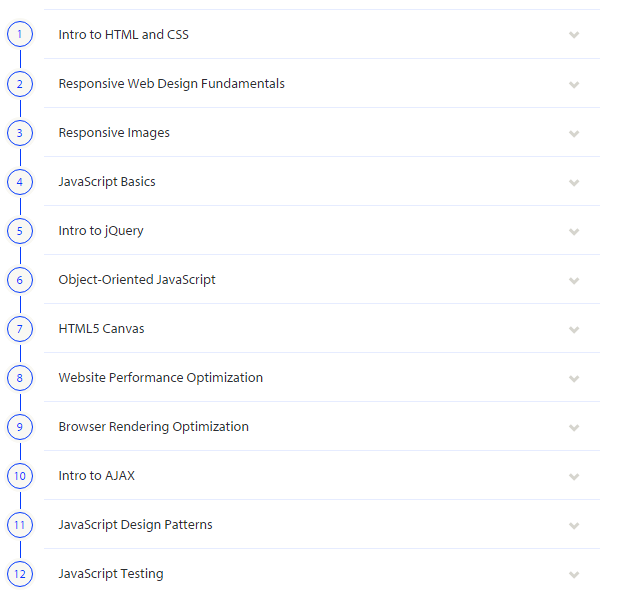 1 Intro to HTML and CSS
2 Responsive Web Design Fundamentals
3 Responsive Images
4 JavaScript Basics
5 Intro to jQuery
6 Object-Oriented JavaScript
7 HTML5 Canvas
8 Website Performance Optimization
9 Browser Rendering Optimization
10 Intro to AJAX
11 JavaScript Design Patterns
12 JavaScript Testing